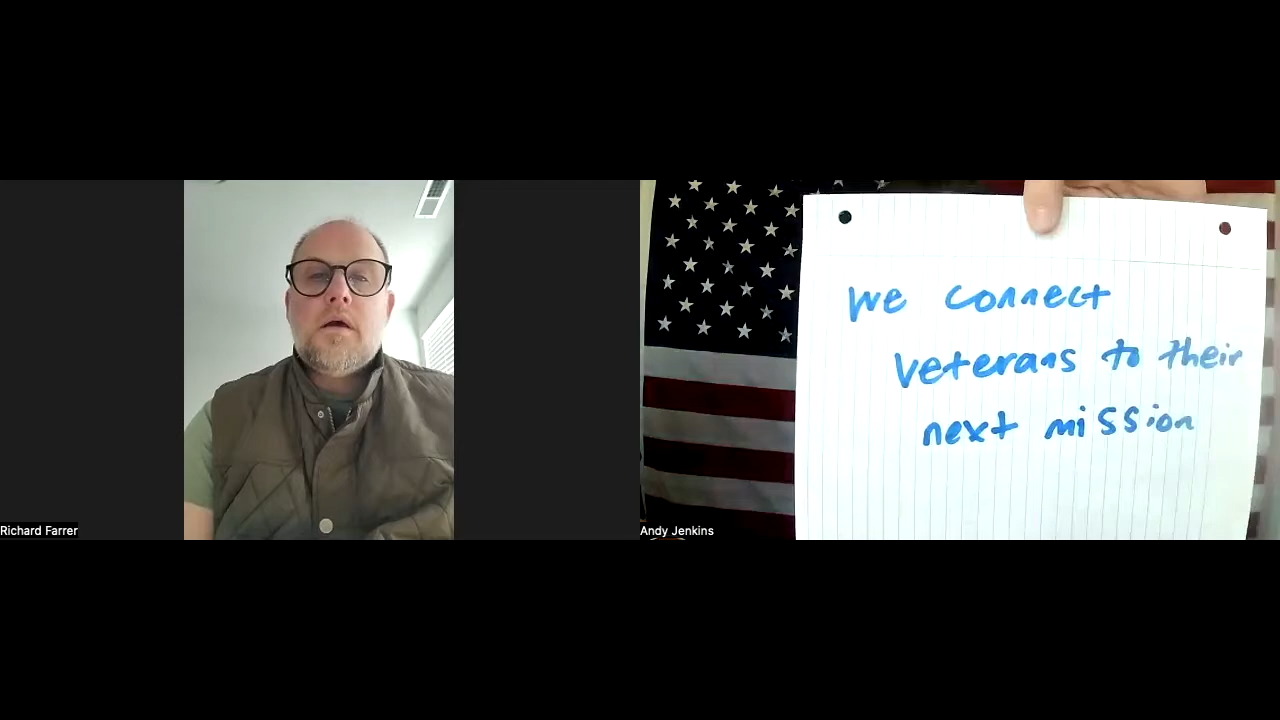 We connect
veterans to their
next mission
Richard Farrer
Andy Jenkins